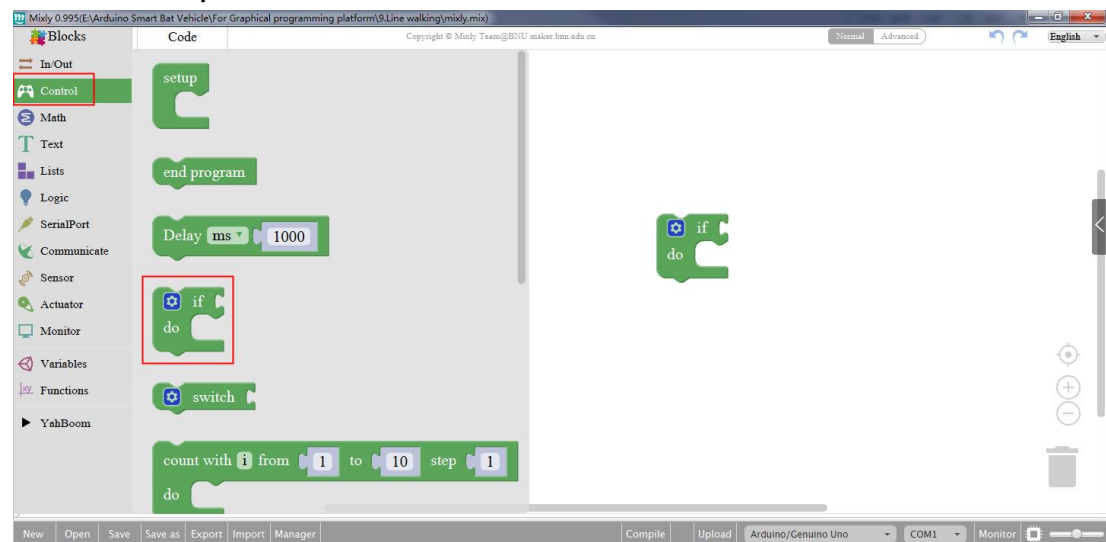 Mixly 0.995(E:\Arduino Smart Bat Vehicle\For Graphical programming platform\9.Line walking\mixly.mix)
Blocks Code Copyright © Mixly Team@BNU maker.bnu.edu.cn Normal Advanced English
In/Out
Control
Math
Text
Lists
Logic
SerialPort
Communicate
Sensor
Actuator
Monitor
Variables
Functions
YahBoom
setup
end program
Delay ms 1000
if
do
switch
count with i from 1 to 10 step 1
do
if
do
New Open Save Save as Export Import Manager Compile Upload Arduino/Genuino Uno COM1 Monitor